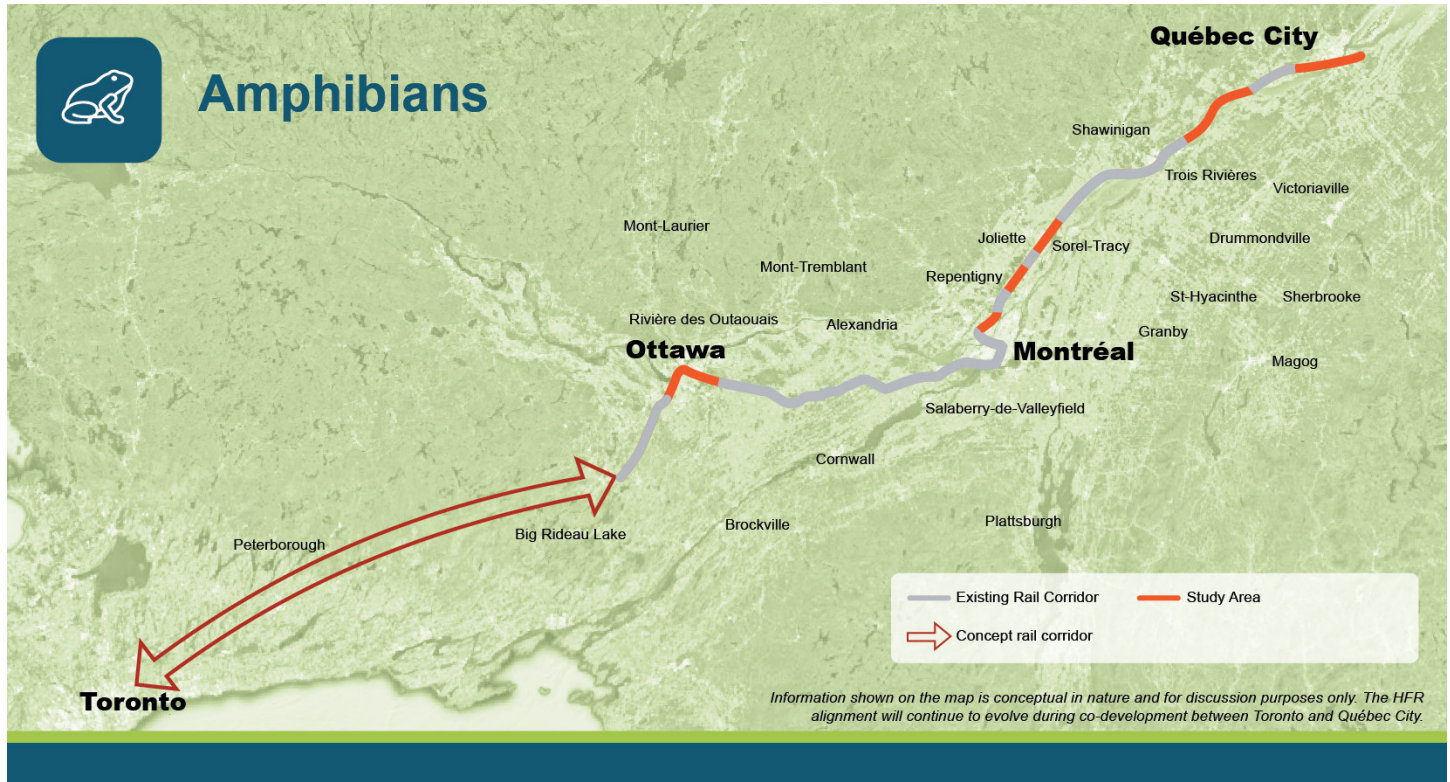 Amphibians
Québec City
Shawinigan
Trois Rivières
Victoriaville
Mont-Laurier
Joliette
Sorel-Tracy
Drummondville
Mont-Tremblant
Repentigny
St-Hyacinthe
Sherbrooke
Rivière des Outaouais
Alexandria
Granby
Ottawa
Montréal
Magog
Salaberry-de-Valleyfield
Cornwall
Brockville
Plattsburgh
Big Rideau Lake
Peterborough
Toronto
Existing Rail Corridor
Study Area
Concept rail corridor
Information shown on the map is conceptual in nature and for discussion purposes only. The HFR
alignment will continue to evolve during co-development between Toronto and Québec City.